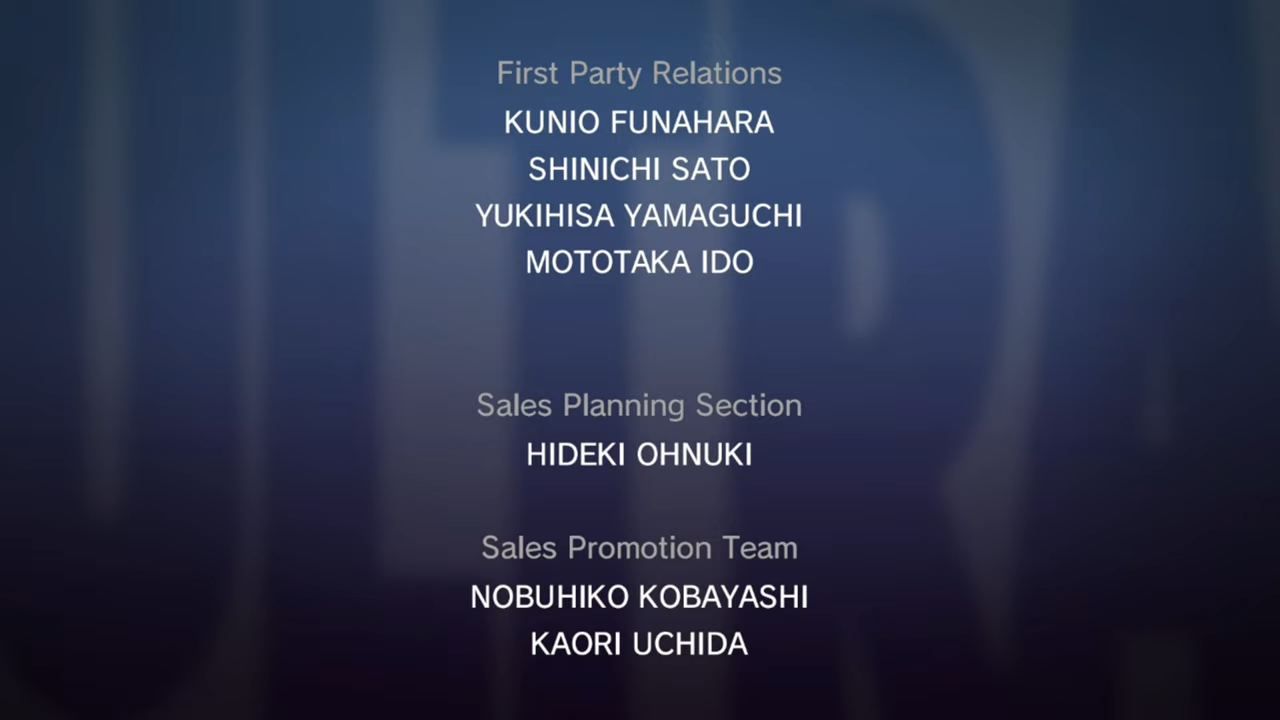 First Party Relations
KUNIO FUNAHARA
SHINICHI SATO
YUKIHISA YAMAGUCHI
MOTOTAKA IDO
Sales Planning Section
HIDEKI OHNUKI
Sales Promotion Team
NOBUHIKO KOBAYASHI
KAORI UCHIDA